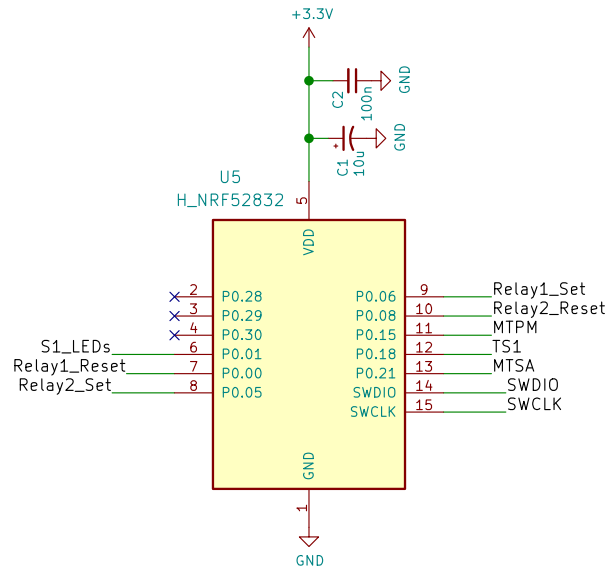 +3.3V
C2
100n
GND
C1
10u
GND
U5
H_NRF52832
5
VDD
2 P0.28
3 P0.29
4 P0.30
S1_LEDs 6 P0.01
Relay1_Reset 7 P0.00
Relay2_Set 8 P0.05
P0.06 9 Relay1_Set
P0.08 10 Relay2_Reset
P0.15 11 MTPM
P0.18 12 TS1
P0.21 13 MTSA
SWDIO 14 SWDIO
SWCLK 15 SWCLK
GND
1
GND